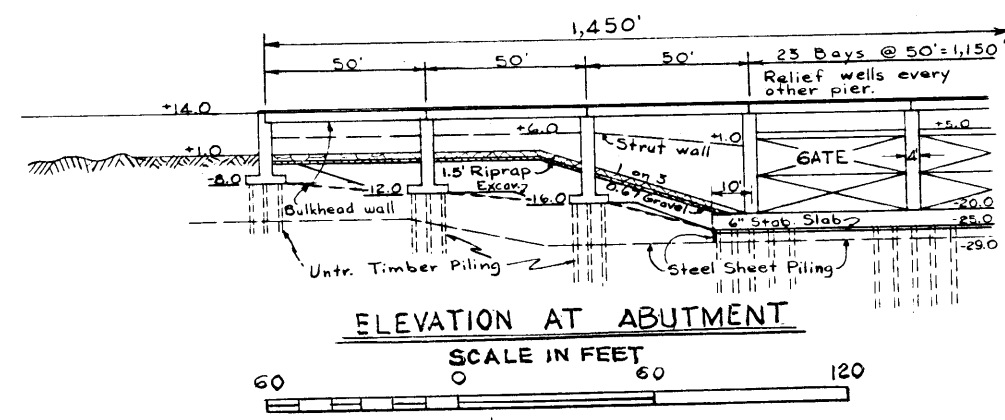 1,450'
50' 50' 50' 23 Bays @ 50'=1,150'
Relief wells every
other pier.
+14.0
+6.0 Strut wall +1.0 +5.0
+1.0
GATE 4'
1.5' Riprap
Excav.
1 on 3
0.67' Gravel
10'
-8.0 -12.0 -16.0 -20.0
Bulkhead wall
6" Stab. Slab
-25.0
-29.0
Untr. Timber Piling
Steel Sheet Piling
ELEVATION AT ABUTMENT
SCALE IN FEET
60 0 60 120